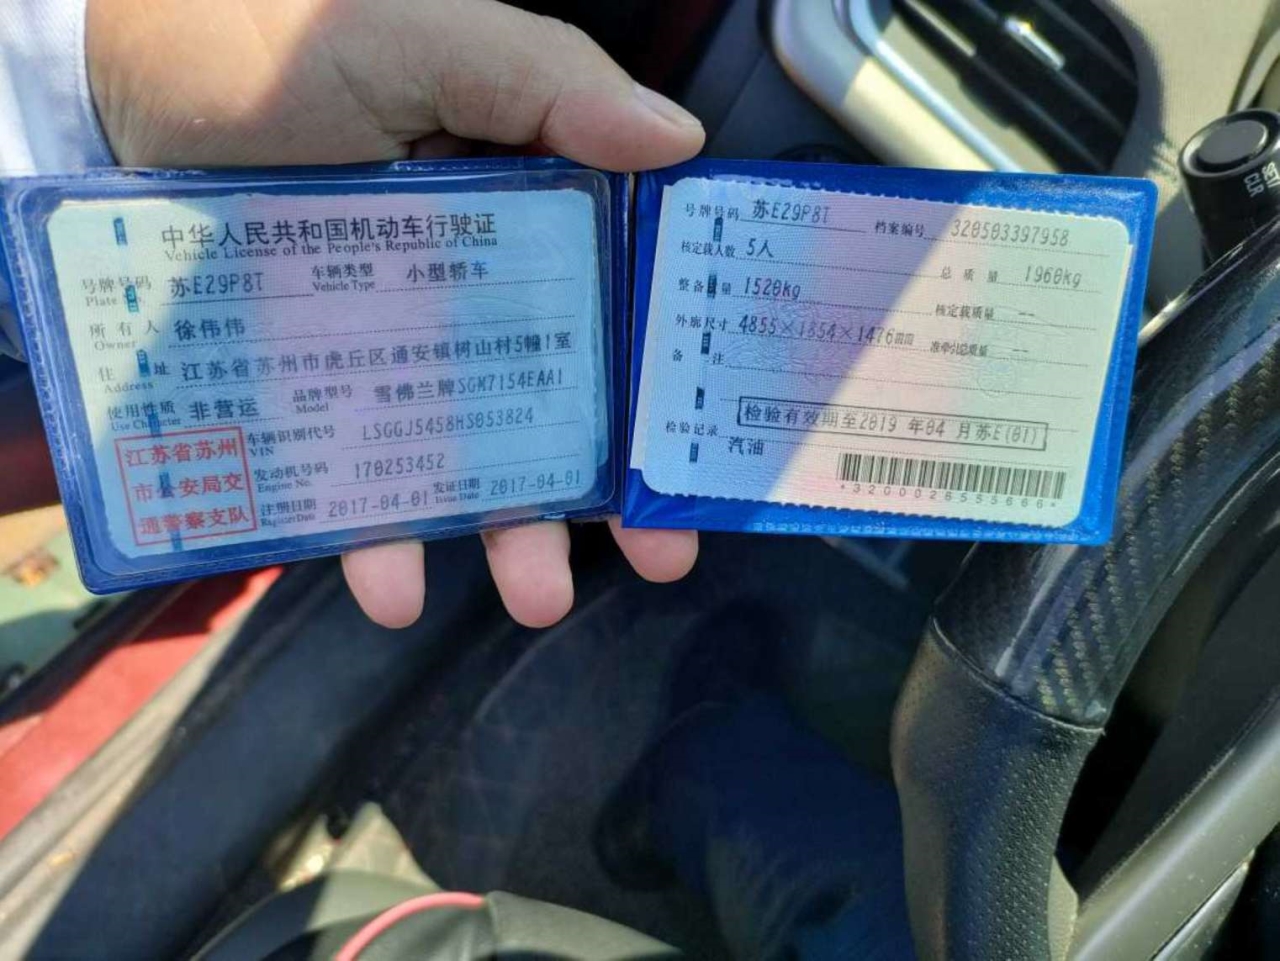 中华人民共和国机动车行驶证
Vehicle License of the People's Republic of China
号牌号码 苏E29P8T 车辆类型 小型轿车
Plate Vehicle Type
所有人 徐伟伟
Owner
住址 江苏省苏州市虎丘区通安镇树山村5幢1室
Address
使用性质 非营运 品牌型号 雪佛兰牌SGM7154EAA1
Use Character Model
江苏省苏州
市公安局交
通警察支队
车辆识别代号 LSGGJ5458HS053824
VIN
发动机号码 170253452
Engine No.
注册日期 2017-04-01 发证日期 2017-04-01
Register Date Issue Date
号牌号码 苏E29P8T 档案编号 320503397958
核定载人数 5人 总质量 1960kg
整备质量 1520kg 核定载质量 --
外廓尺寸 4855×1854×1476mm 准牵引总质量 --
备注
检验有效期至2019年04月苏E(01)
检验记录 汽油
*3200026555666*
CLR
SET